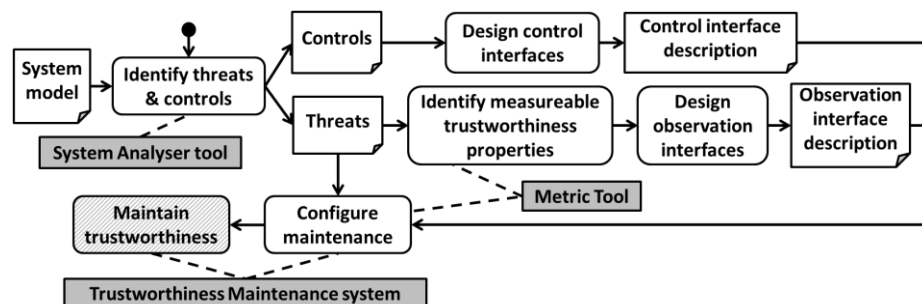 System
model
Identify threats
& controls
System Analyser tool
Controls
Design control
interfaces
Control interface
description
Threats
Identify measureable
trustworthiness
properties
Design
observation
interfaces
Observation
interface
description
Metric Tool
Maintain
trustworthiness
Configure
maintenance
Trustworthiness Maintenance system